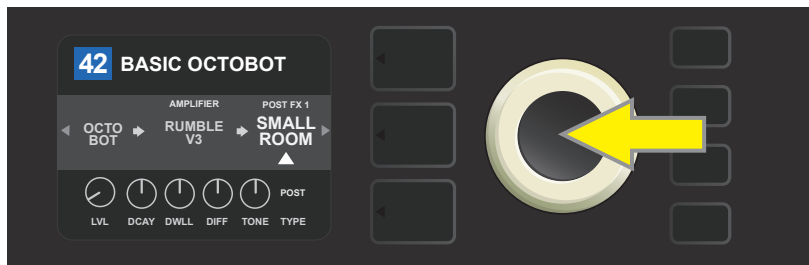 42 BASIC OCTOBOT
AMPLIFIER POST FX 1
OCTO BOT RUMBLE V3 SMALL ROOM
POST
LVL DCAY DWLL DIFF TONE TYPE